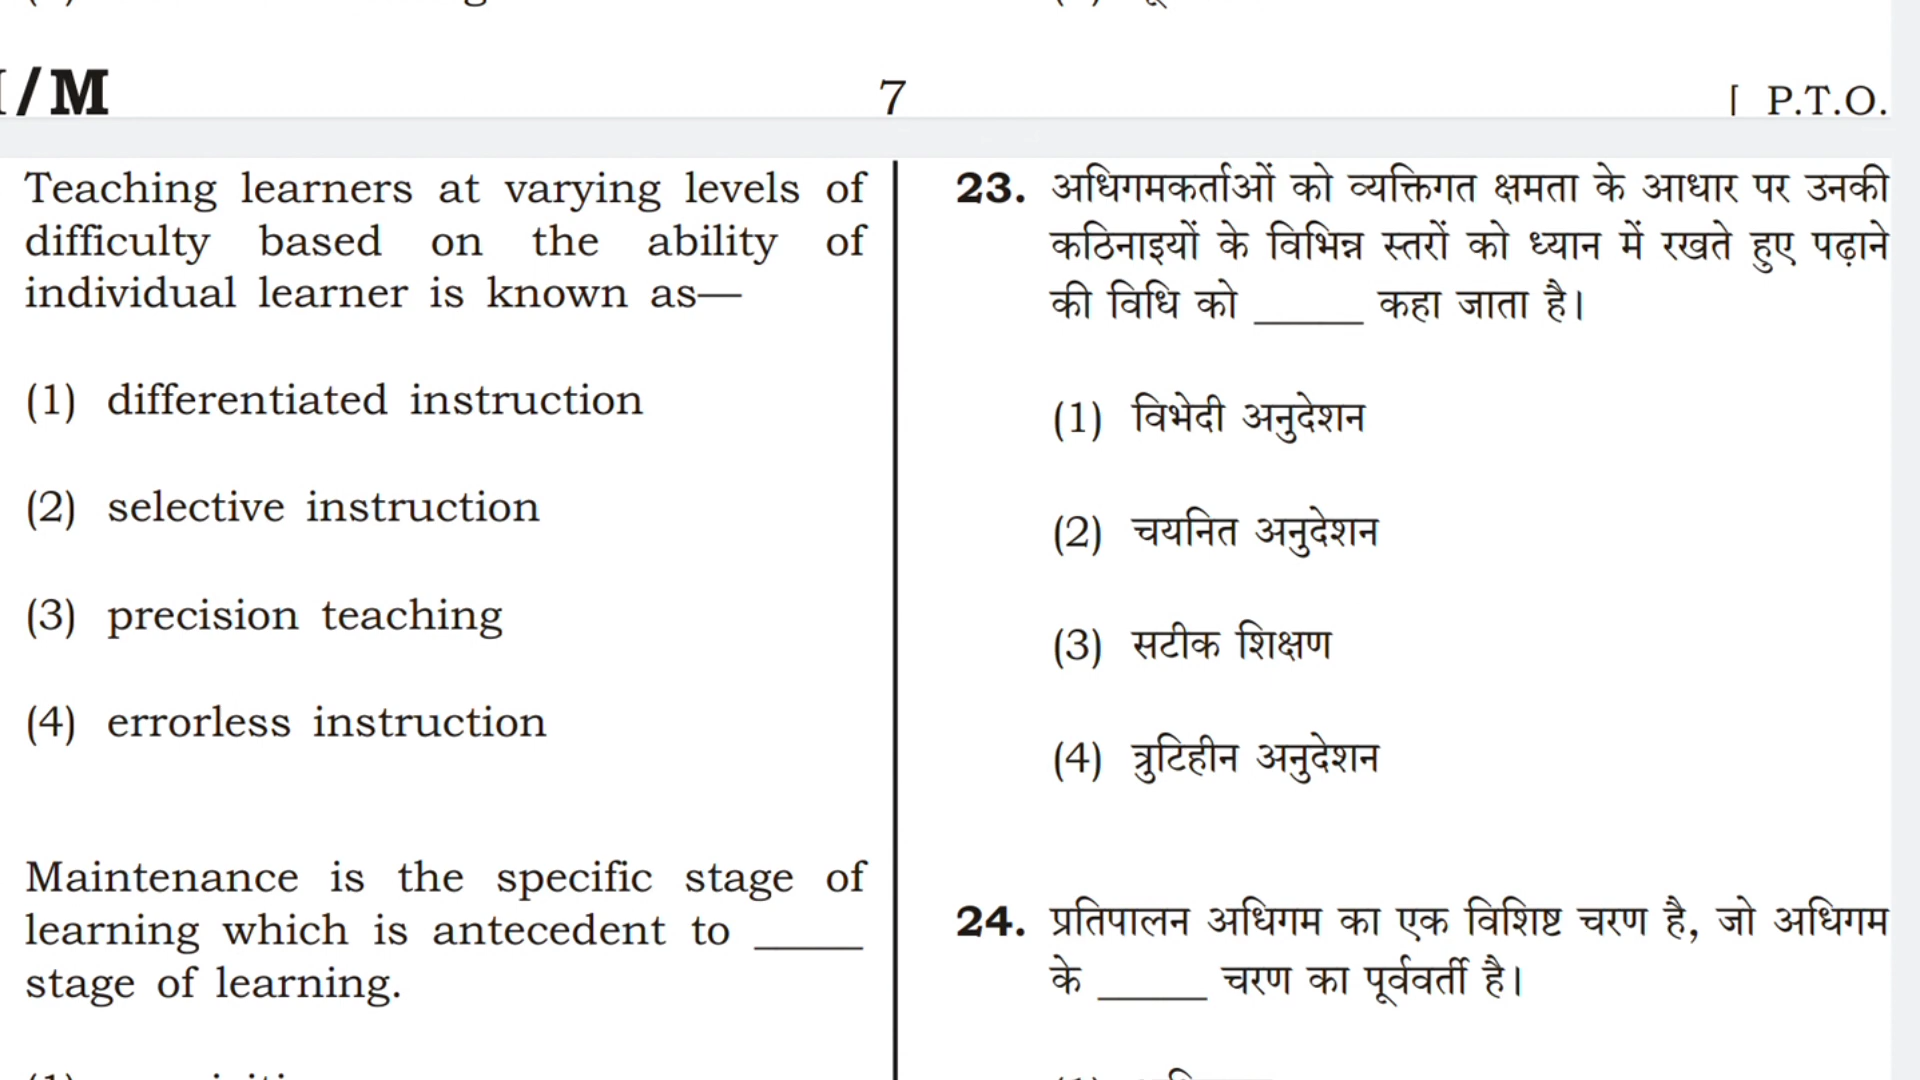 /M
7
[ P.T.O.
Teaching learners at varying levels of
difficulty based on the ability of
individual learner is known as—
(1) differentiated instruction
(2) selective instruction
(3) precision teaching
(4) errorless instruction
Maintenance is the specific stage of
learning which is antecedent to _____
stage of learning.
23. अधिगमकर्ताओं को व्यक्तिगत क्षमता के आधार पर उनकी
कठिनाइयों के विभिन्न स्तरों को ध्यान में रखते हुए पढ़ाने
की विधि को _____ कहा जाता है।
(1) विभेदी अनुदेशन
(2) चयनित अनुदेशन
(3) सटीक शिक्षण
(4) त्रुटिहीन अनुदेशन
24. प्रतिपालन अधिगम का एक विशिष्ट चरण है, जो अधिगम
के _____ चरण का पूर्ववर्ती है।